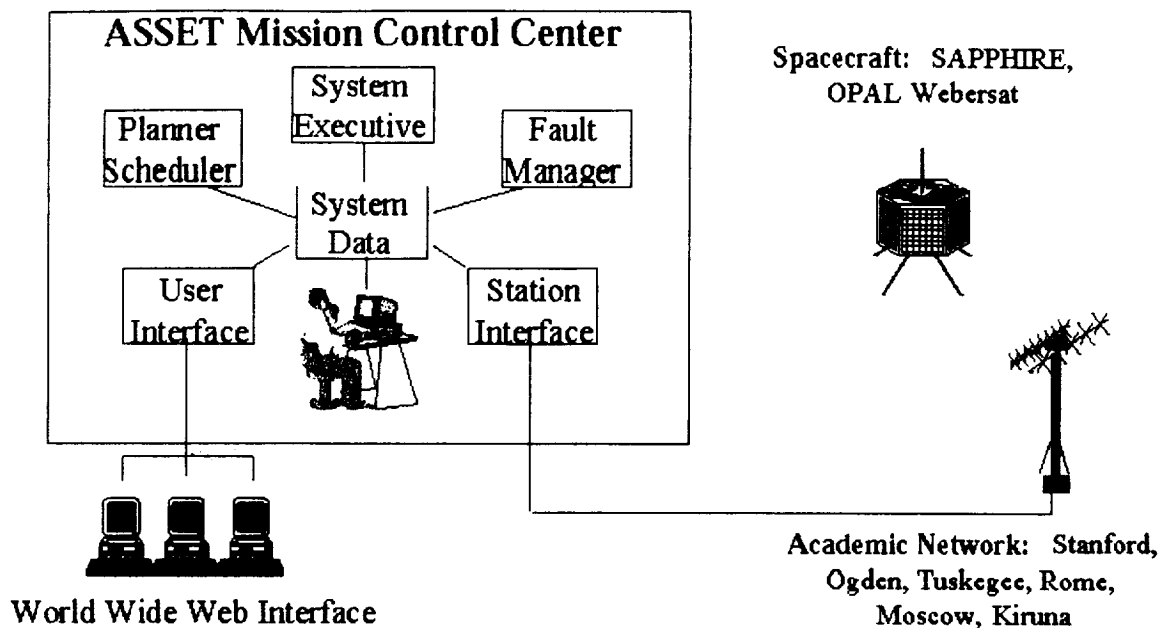 ASSET Mission Control Center
System
Executive
Planner
Scheduler
Fault
Manager
System
Data
User
Interface
Station
Interface
World Wide Web Interface
Spacecraft: SAPPHIRE,
OPAL Webersat
Academic Network: Stanford,
Ogden, Tuskegee, Rome,
Moscow, Kiruna